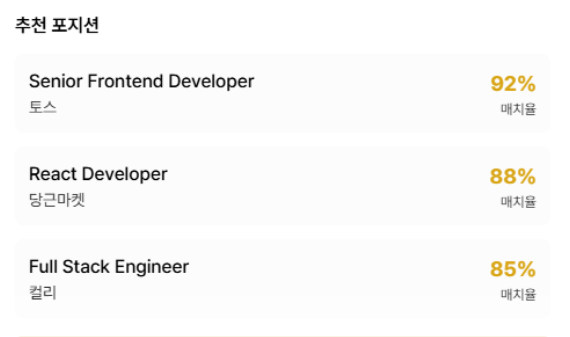 추천 포지션
Senior Frontend Developer
92%
토스
매치율
React Developer
88%
당근마켓
매치율
Full Stack Engineer
85%
컬리
매치율